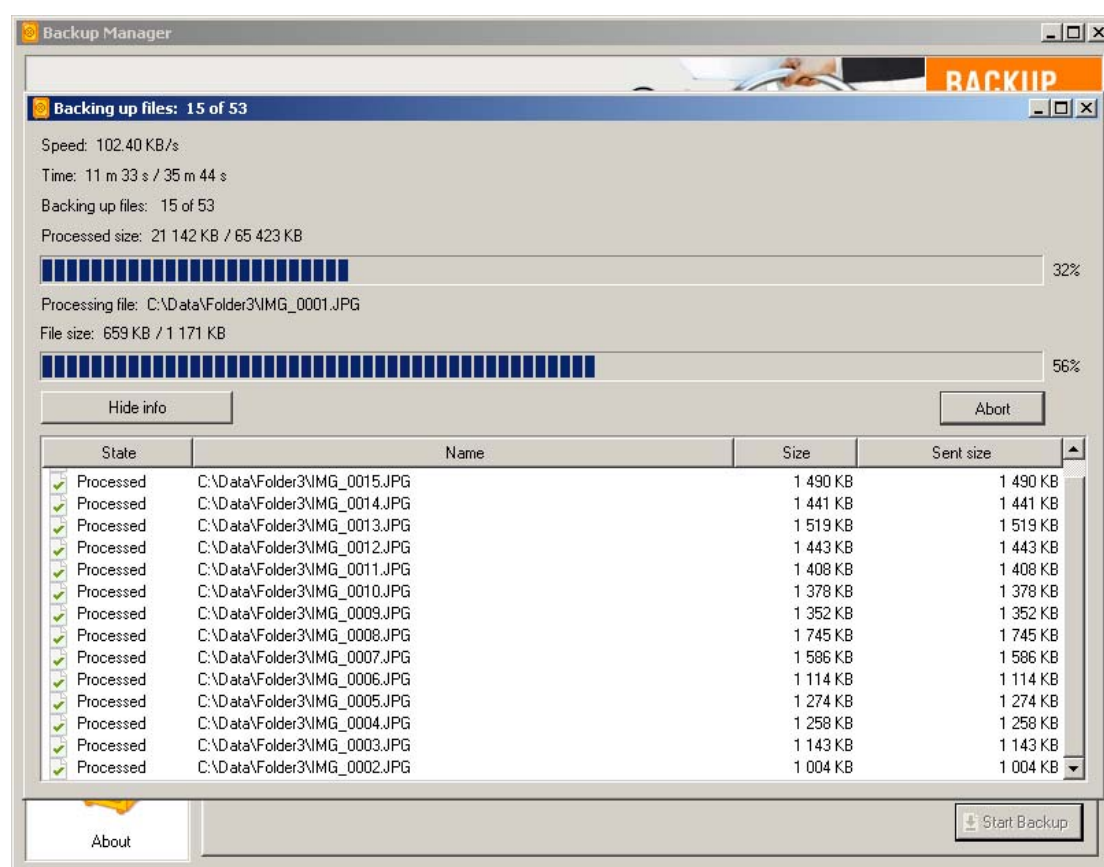 Backup Manager
BACKUP
Backing up files: 15 of 53
Speed: 102.40 KB/s
Time: 11 m 33 s / 35 m 44 s
Backing up files: 15 of 53
Processed size: 21 142 KB / 65 423 KB
32%
Processing file: C:\Data\Folder3\IMG_0001.JPG
File size: 659 KB / 1 171 KB
56%
Hide info Abort
State Name Size Sent size
Processed C:\Data\Folder3\IMG_0015.JPG 1 490 KB 1 490 KB
Processed C:\Data\Folder3\IMG_0014.JPG 1 441 KB 1 441 KB
Processed C:\Data\Folder3\IMG_0013.JPG 1 519 KB 1 519 KB
Processed C:\Data\Folder3\IMG_0012.JPG 1 443 KB 1 443 KB
Processed C:\Data\Folder3\IMG_0011.JPG 1 408 KB 1 408 KB
Processed C:\Data\Folder3\IMG_0010.JPG 1 378 KB 1 378 KB
Processed C:\Data\Folder3\IMG_0009.JPG 1 352 KB 1 352 KB
Processed C:\Data\Folder3\IMG_0008.JPG 1 745 KB 1 745 KB
Processed C:\Data\Folder3\IMG_0007.JPG 1 586 KB 1 586 KB
Processed C:\Data\Folder3\IMG_0006.JPG 1 114 KB 1 114 KB
Processed C:\Data\Folder3\IMG_0005.JPG 1 274 KB 1 274 KB
Processed C:\Data\Folder3\IMG_0004.JPG 1 258 KB 1 258 KB
Processed C:\Data\Folder3\IMG_0003.JPG 1 143 KB 1 143 KB
Processed C:\Data\Folder3\IMG_0002.JPG 1 004 KB 1 004 KB
Start Backup
About